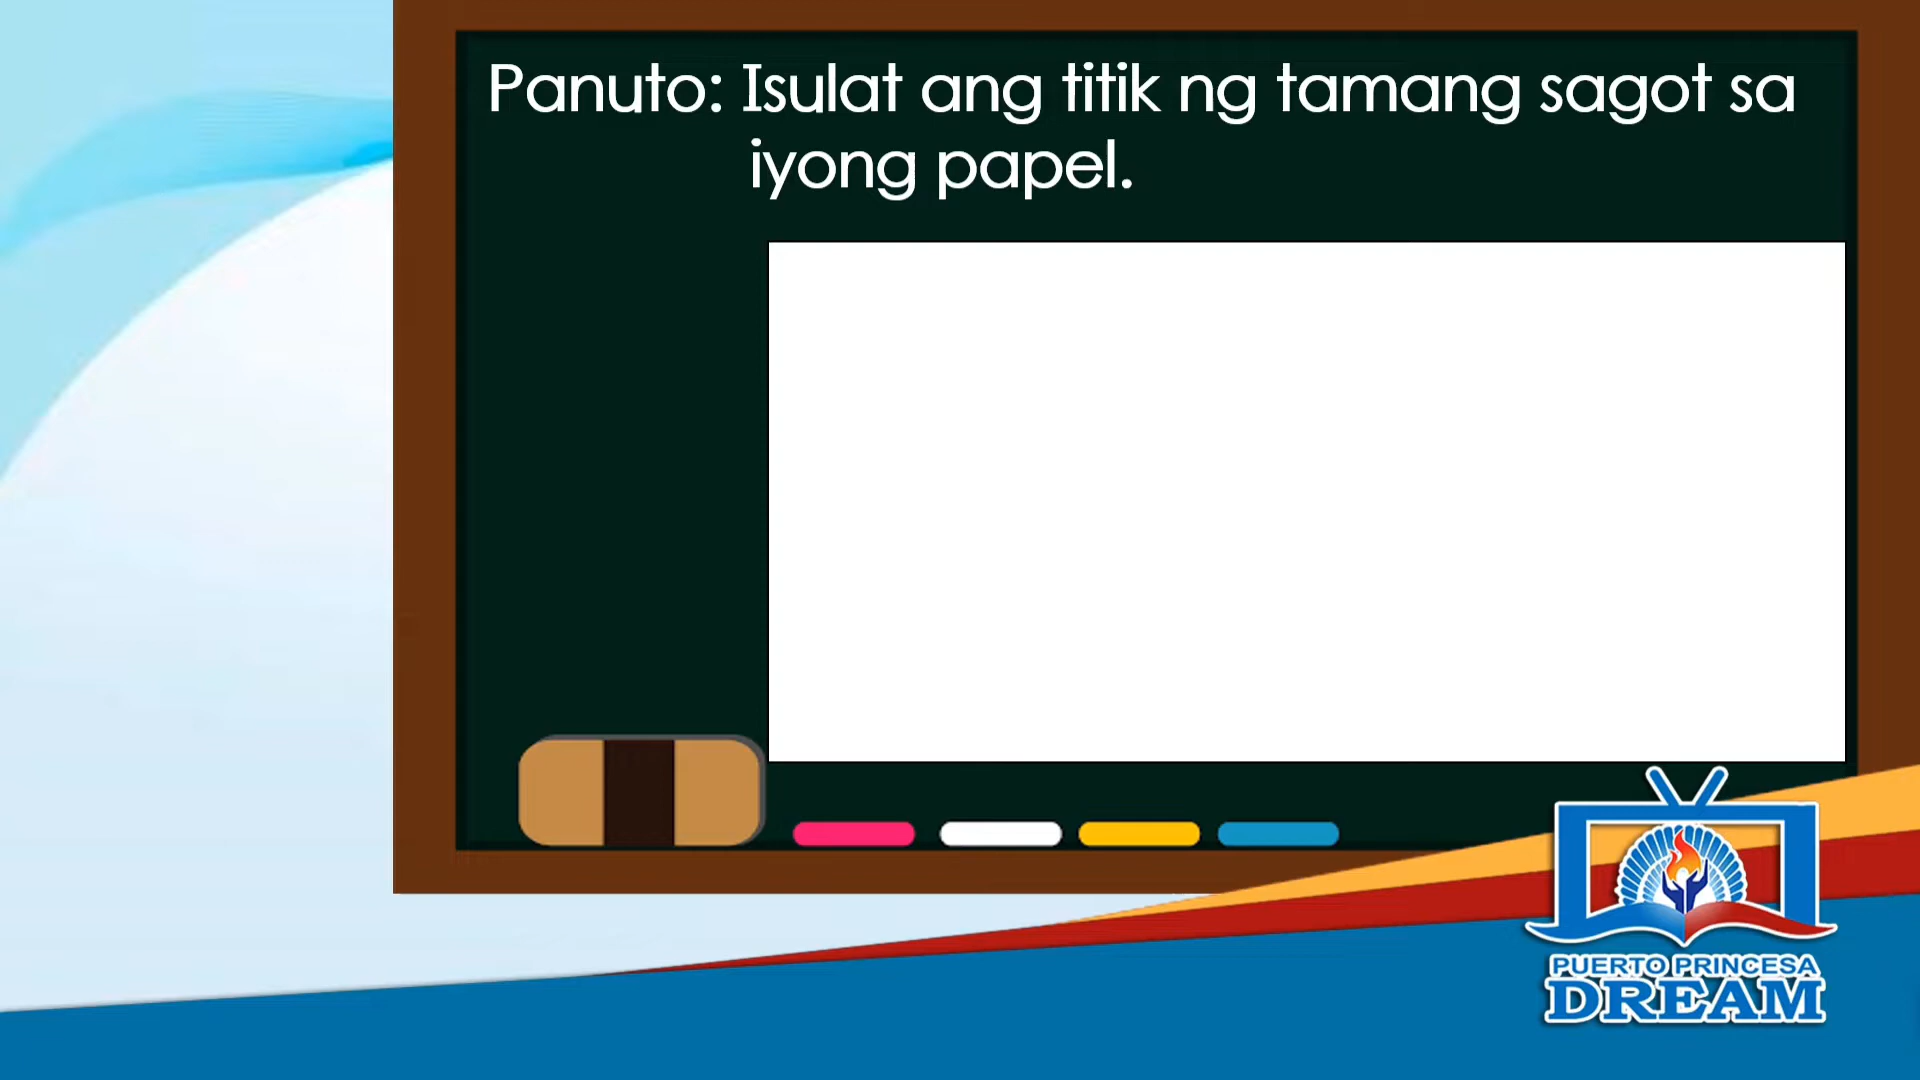 Panuto: Isulat ang titik ng tamang sagot sa
iyong papel.
PUERTO PRINCESA
DREAM